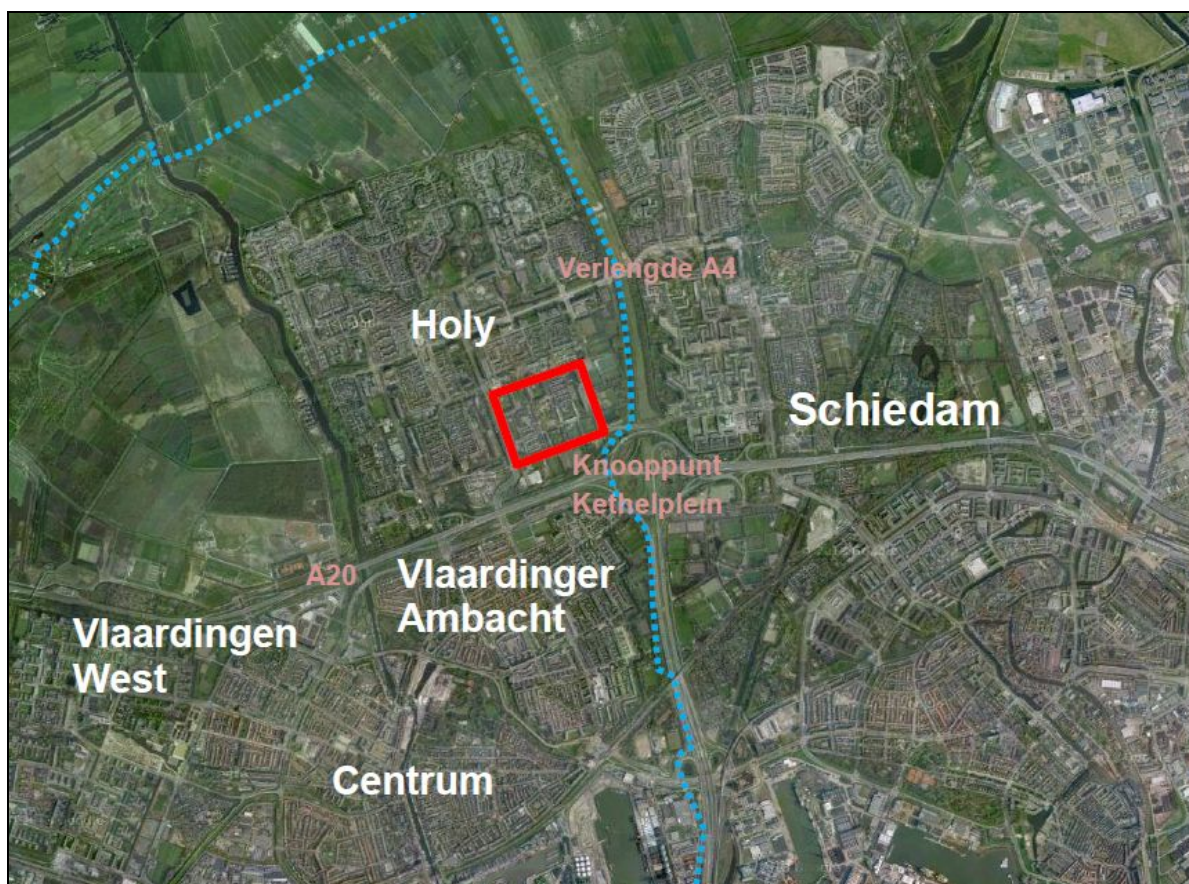 Verlengde A4
Holy
Schiedam
Knooppunt
Kethelplein
A20
Vlaardinger
Ambacht
Vlaardingen
West
Centrum